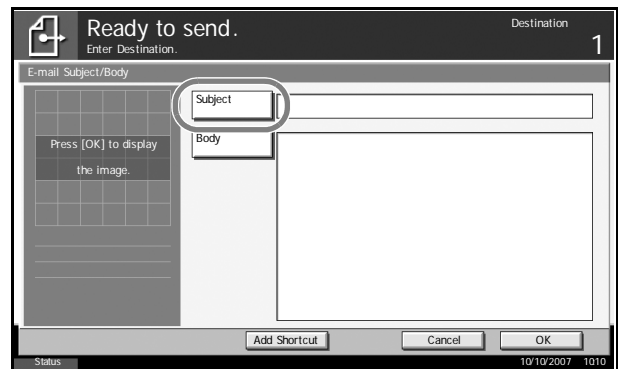 Ready to send.
Destination
Enter Destination.
1
E-mail Subject/Body
Subject
Body
Press [OK] to display
the image.
Add Shortcut
Cancel
OK
Status
10/10/2007 1010